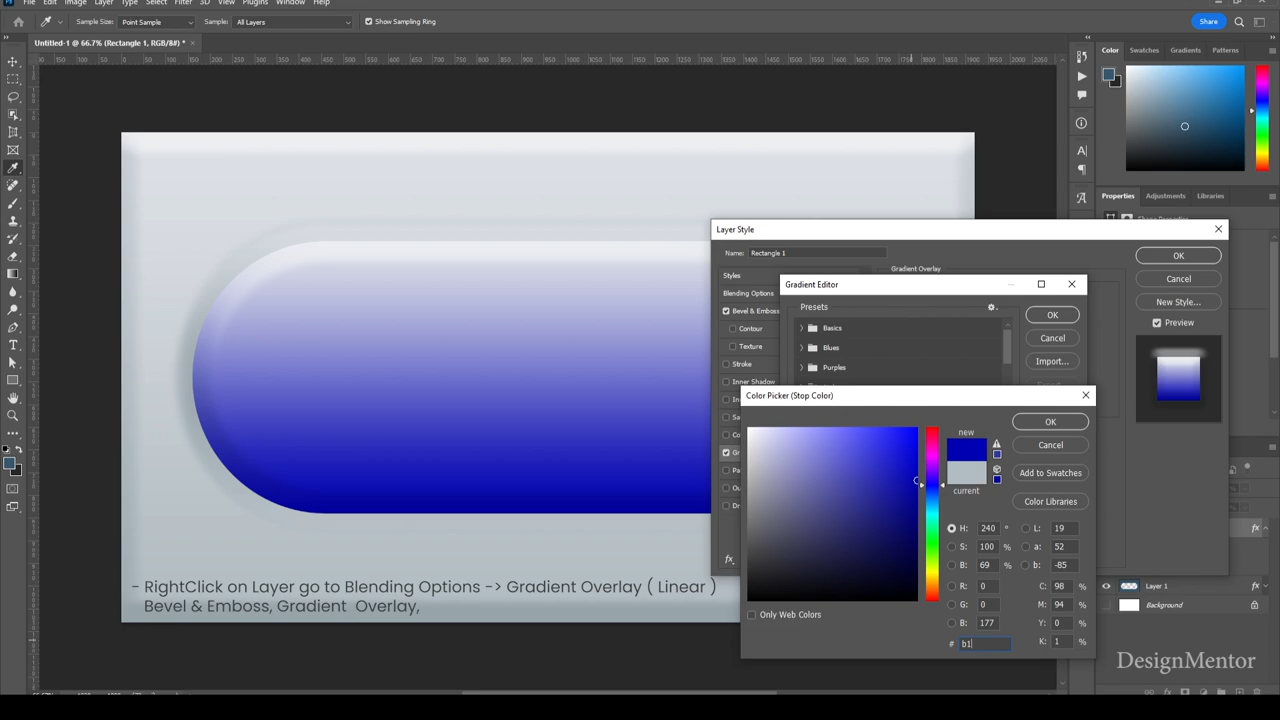 File Edit Image Layer Type Select Filter 3D View Plugins Window Help
Sample Size: Point Sample Sample: All Layers Show Sampling Ring Share
Untitled-1 @ 66.7% (Rectangle 1, RGB/8#) *
Color Swatches Gradients Patterns
Properties Adjustments Libraries
Layer Style
Name: Rectangle 1
Styles
Blending Options
Bevel & Emboss
Contour
Texture
Stroke
Inner Shadow
Gradient Overlay
OK
Cancel
New Style...
Preview
Gradient Editor
Presets
Basics
Blues
Purples
OK
Cancel
Import...
Color Picker (Stop Color)
new
current
OK
Cancel
Add to Swatches
Color Libraries
H: 240 ° L: 19
S: 100 % a: 52
B: 69 % b: -85
R: 0 C: 98 %
G: 0 M: 94 %
B: 177 Y: 0 %
# b1 K: 1 %
Only Web Colors
Layer 1 fx
Background
- RightClick on Layer go to Blending Options -> Gradient Overlay ( Linear )
Bevel & Emboss, Gradient Overlay,
DesignMentor